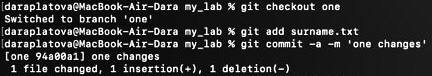 [daraplatova@MacBook-Air-Dara my_lab % git checkout one
Switched to branch 'one'
[daraplatova@MacBook-Air-Dara my_lab % git add surname.txt
[daraplatova@MacBook-Air-Dara my_lab % git commit -a -m 'one changes'
[one 94a00a1] one changes
 1 file changed, 1 insertion(+), 1 deletion(-)